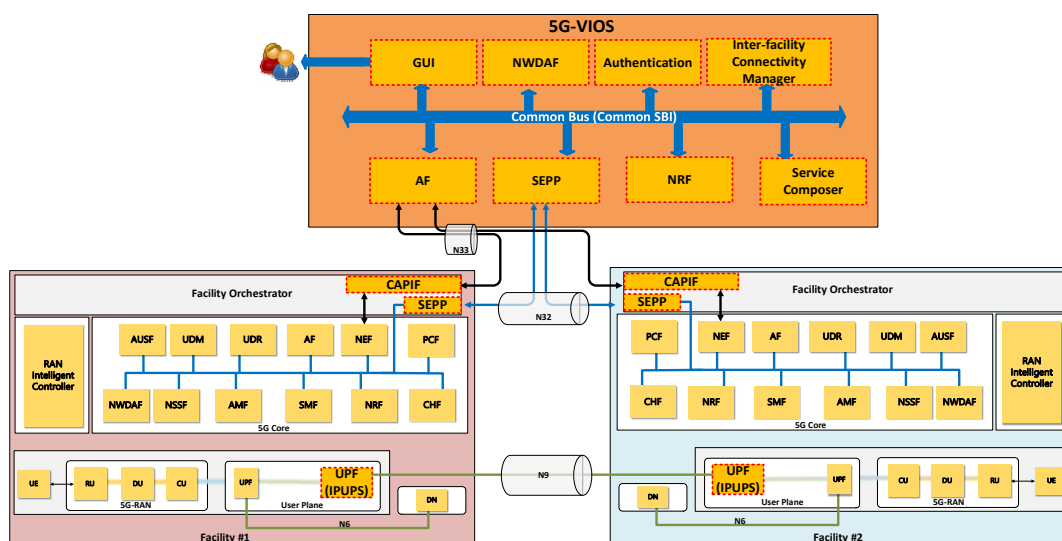 5G-VIOS
GUI
NWDAF
Authentication
Inter-facility
Connectivity
Manager
Common Bus (Common SBI)
AF
SEPP
NRF
Service
Composer
N33
N32
Facility Orchestrator
CAPIF
SEPP
RAN
Intelligent
Controller
AUSF
UDM
UDR
AF
NEF
PCF
NWDAF
NSSF
AMF
SMF
NRF
CHF
5G Core
UE
RU
DU
CU
5G-RAN
UPF
UPF
(IPUPS)
User Plane
DN
N6
Facility #1
N9
CAPIF
SEPP
Facility Orchestrator
PCF
NEF
AF
UDR
UDM
AUSF
CHF
NRF
SMF
AMF
NSSF
NWDAF
5G Core
RAN
Intelligent
Controller
UPF
(IPUPS)
UPF
User Plane
CU
DU
RU
5G-RAN
UE
DN
N6
Facility #2